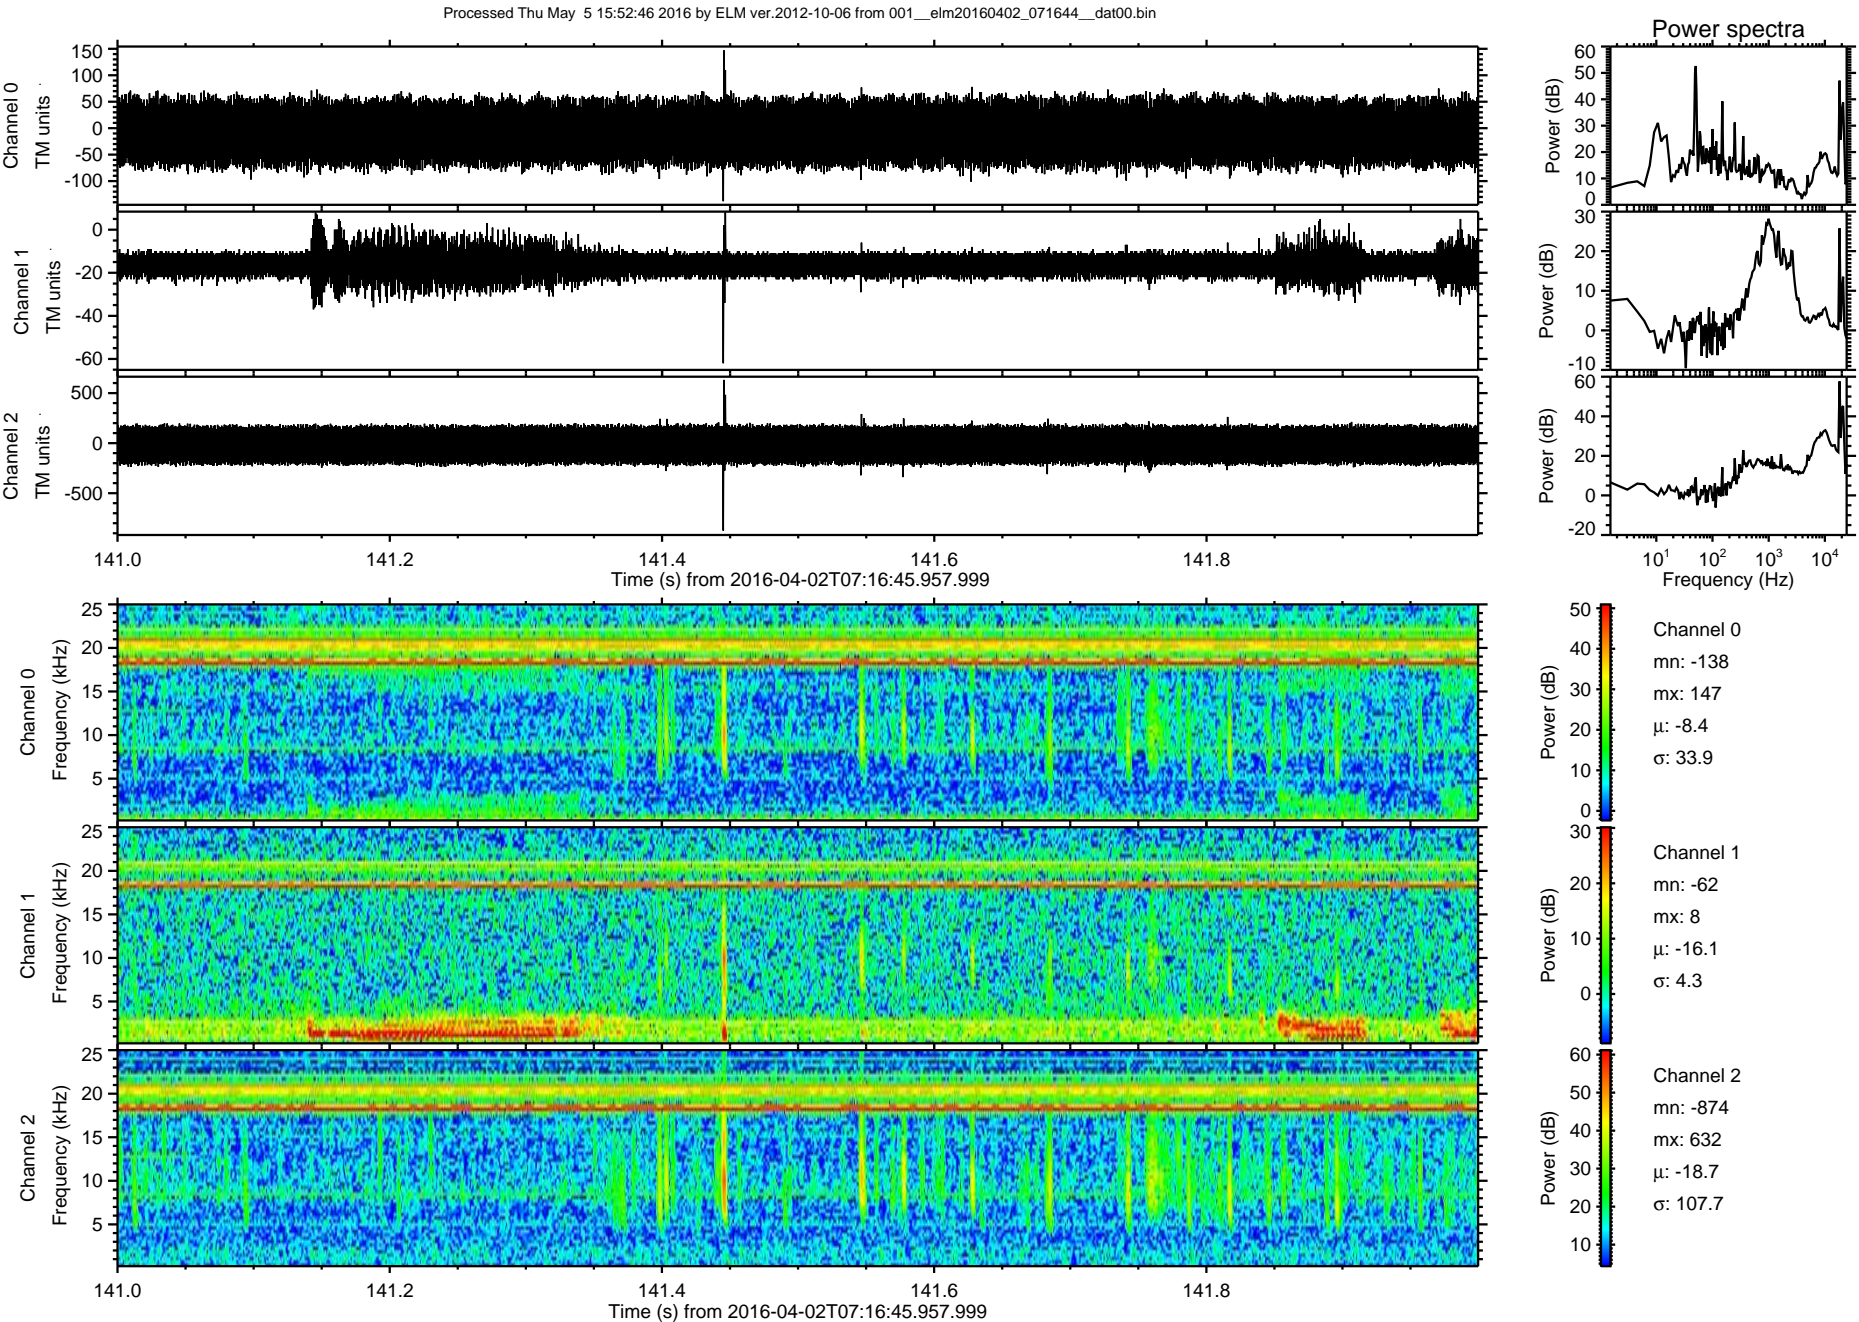 Processed Thu May  5 15:52:46 2016 by ELM ver.2012-10-06 from 001__elm20160402_071644__dat00.bin
Power spectra
Channel 0
TM units
150
100
50
0
-50
-100
Power (dB)
60
50
40
30
20
10
0
Channel 1
TM units
0
-20
-40
-60
Power (dB)
30
20
10
0
-10
Channel 2
TM units
500
0
-500
Power (dB)
60
40
20
0
-20
141.0 141.2 141.4 141.6 141.8
Time (s) from 2016-04-02T07:16:45.957.999
10¹ 10² 10³ 10⁴
Frequency (Hz)
Channel 0
Frequency (kHz)
25
20
15
10
5
Power (dB)
50
40
30
20
10
0
Channel 0
mn: -138
mx: 147
μ: -8.4
σ: 33.9
Channel 1
Frequency (kHz)
25
20
15
10
5
Power (dB)
30
20
10
0
Channel 1
mn: -62
mx: 8
μ: -16.1
σ: 4.3
Channel 2
Frequency (kHz)
25
20
15
10
5
Power (dB)
60
50
40
30
20
10
Channel 2
mn: -874
mx: 632
μ: -18.7
σ: 107.7
141.0 141.2 141.4 141.6 141.8
Time (s) from 2016-04-02T07:16:45.957.999